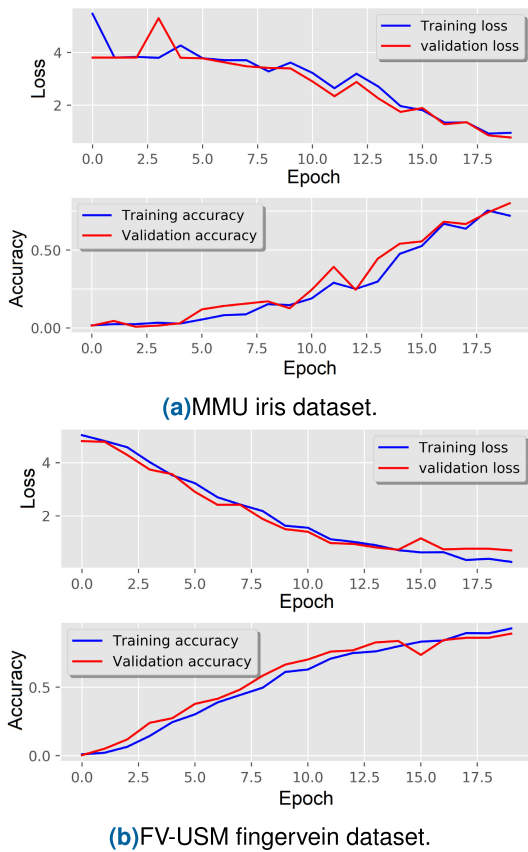 Training loss
validation loss
Loss
4
2
0.0 2.5 5.0 7.5 10.0 12.5 15.0 17.5
Epoch
Training accuracy
Validation accuracy
Accuracy
0.50
0.00
0.0 2.5 5.0 7.5 10.0 12.5 15.0 17.5
Epoch
(a)MMU iris dataset.
Training loss
validation loss
Loss
4
2
0.0 2.5 5.0 7.5 10.0 12.5 15.0 17.5
Epoch
Training accuracy
Validation accuracy
Accuracy
0.5
0.0
0.0 2.5 5.0 7.5 10.0 12.5 15.0 17.5
Epoch
(b)FV-USM fingervein dataset.